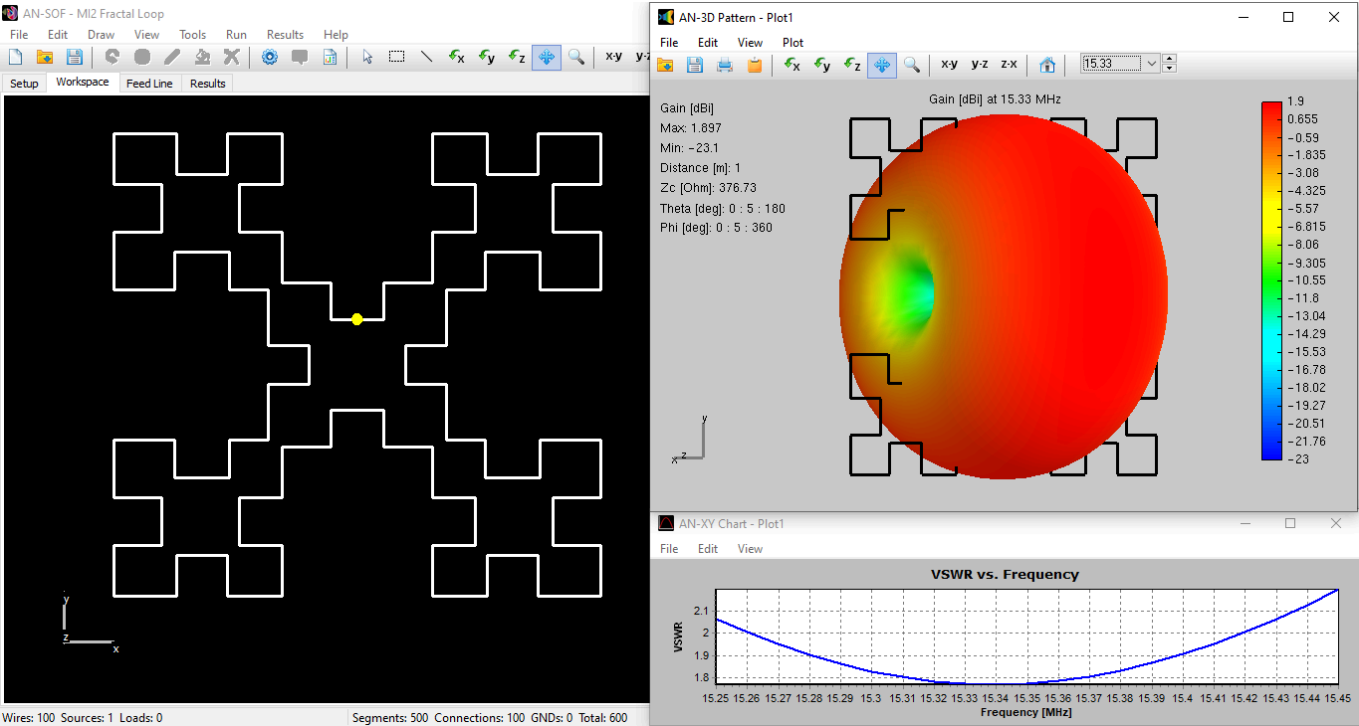 AN-SOF - MI2 Fractal Loop
File Edit Draw View Tools Run Results Help
x-y
Setup Workspace Feed Line Results
y
z
x
Wires: 100 Sources: 1 Loads: 0 Segments: 500 Connections: 100 GNDs: 0 Total: 600
AN-3D Pattern - Plot1
File Edit View Plot
x y z x-y y-z z-x 15.33
Gain [dBi] at 15.33 MHz
Gain [dBi]
Max: 1.897
Min: -23.1
Distance [m]: 1
Zc [Ohm]: 376.73
Theta [deg]: 0 : 5 : 180
Phi [deg]: 0 : 5 : 360
1.9
0.655
-0.59
-1.835
-3.08
-4.325
-5.57
-6.815
-8.06
-9.305
-10.55
-11.8
-13.04
-14.29
-15.53
-16.78
-18.02
-19.27
-20.51
-21.76
-23
y
x z
AN-XY Chart - Plot1
File Edit View
VSWR vs. Frequency
VSWR
2.1
2
1.9
1.8
15.25 15.26 15.27 15.28 15.29 15.3 15.31 15.32 15.33 15.34 15.35 15.36 15.37 15.38 15.39 15.4 15.41 15.42 15.43 15.44 15.45
Frequency [MHz]